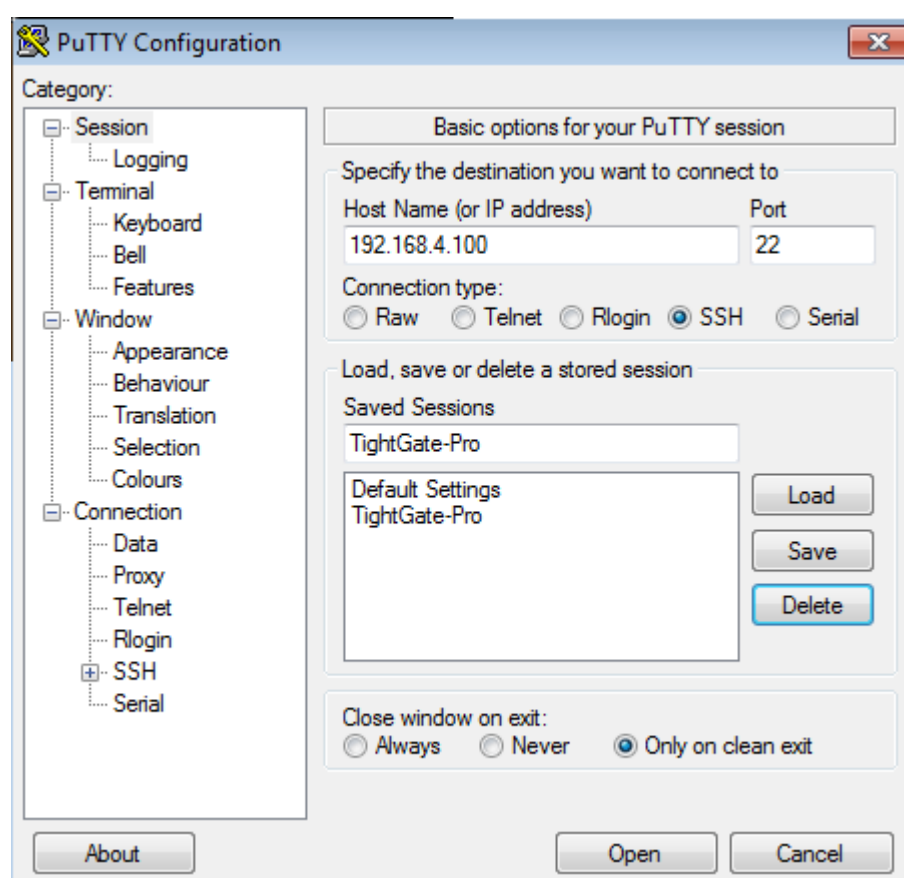 PuTTY Configuration
Category:
Session
Logging
Terminal
Keyboard
Bell
Features
Window
Appearance
Behaviour
Translation
Selection
Colours
Connection
Data
Proxy
Telnet
Rlogin
SSH
Serial
Basic options for your PuTTY session
Specify the destination you want to connect to
Host Name (or IP address) Port
192.168.4.100 22
Connection type:
Raw Telnet Rlogin SSH Serial
Load, save or delete a stored session
Saved Sessions
TightGate-Pro
Default Settings
TightGate-Pro
Load
Save
Delete
Close window on exit:
Always Never Only on clean exit
About Open Cancel